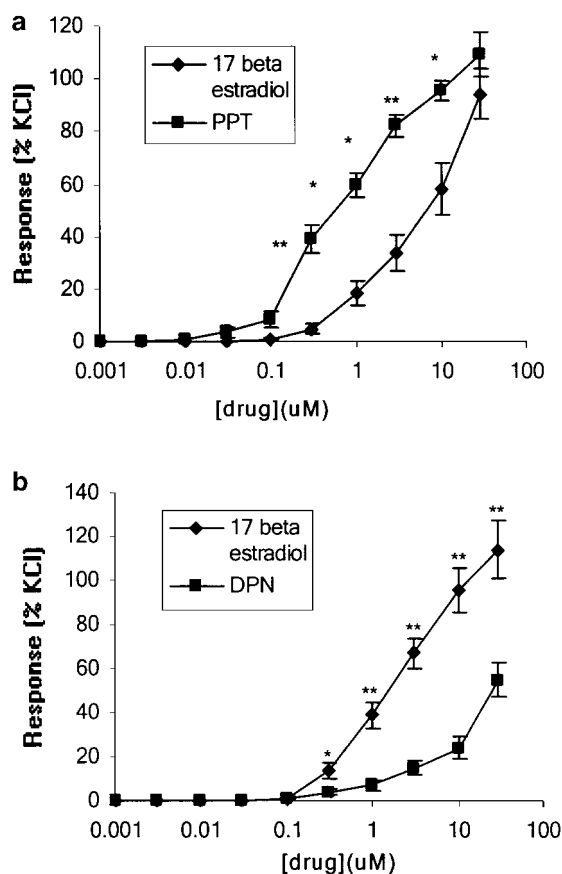 a
120
100
80
60
40
20
0
Response (% KCl)
17 beta
estradiol
PPT
**
*
*
**
*
0.001 0.01 0.1 1 10 100
[drug](uM)
b
140
120
100
80
60
40
20
0
Response (% KCl)
17 beta
estradiol
DPN
*
**
**
**
**
0.001 0.01 0.1 1 10 100
[drug](uM)